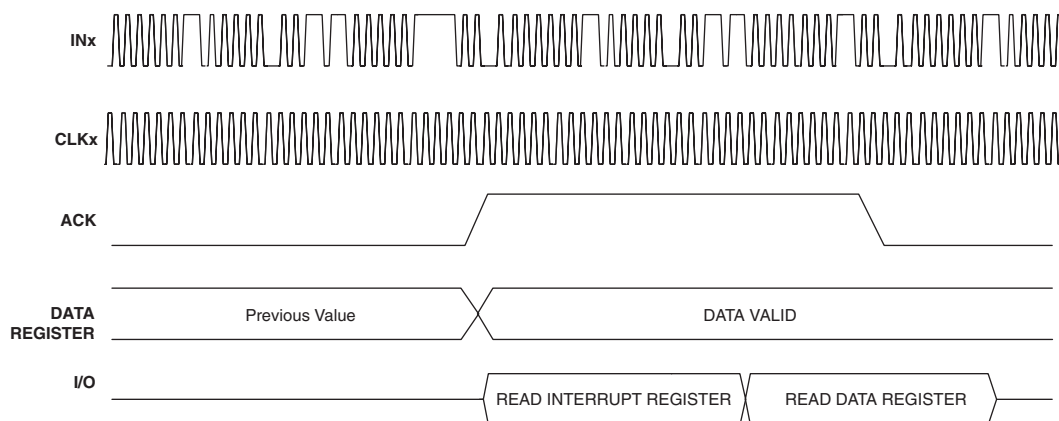 INx
CLKx
ACK
DATA
REGISTER
Previous Value
DATA VALID
I/O
READ INTERRUPT REGISTER
READ DATA REGISTER